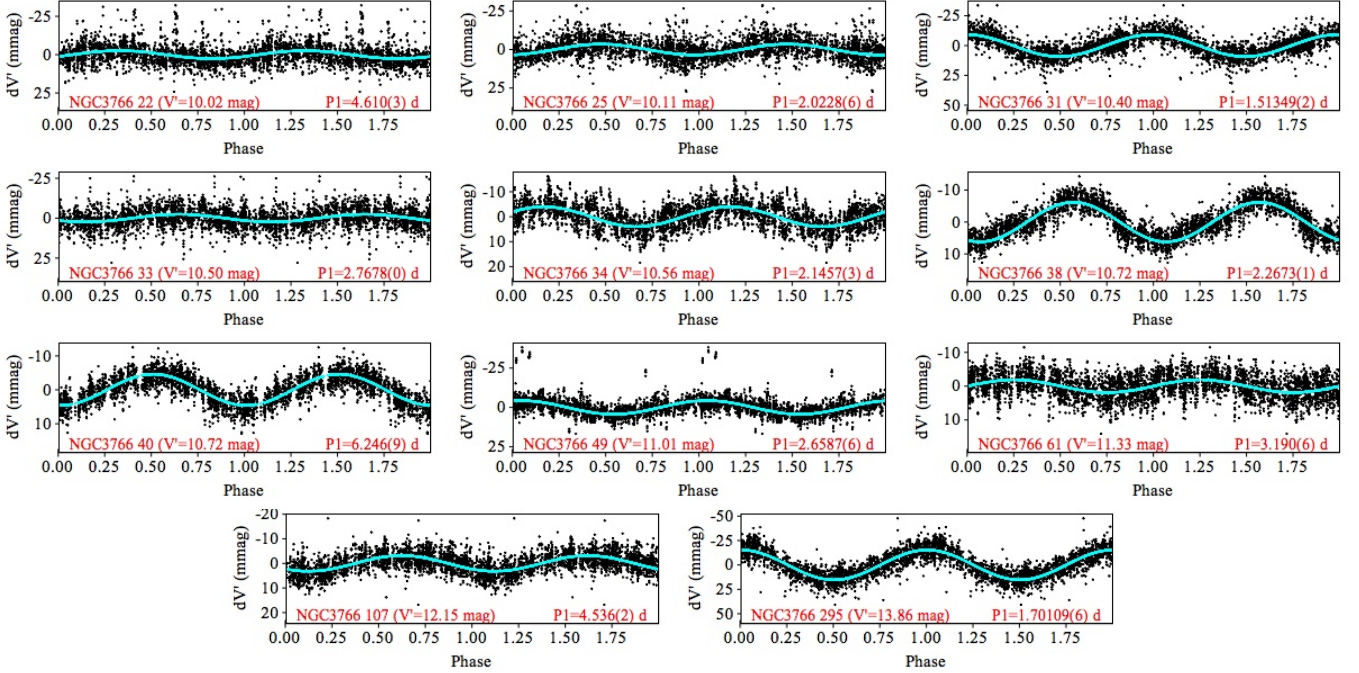 -25
0
25
dV' (mmag)
NGC3766 22 (V'=10.02 mag) P1=4.610(3) d
0.00 0.25 0.50 0.75 1.00 1.25 1.50 1.75
Phase
-25
0
25
dV' (mmag)
NGC3766 25 (V'=10.11 mag) P1=2.0228(6) d
0.00 0.25 0.50 0.75 1.00 1.25 1.50 1.75
Phase
-25
0
25
50
dV' (mmag)
NGC3766 31 (V'=10.40 mag) P1=1.51349(2) d
0.00 0.25 0.50 0.75 1.00 1.25 1.50 1.75
Phase
-25
0
25
dV' (mmag)
NGC3766 33 (V'=10.50 mag) P1=2.7678(0) d
0.00 0.25 0.50 0.75 1.00 1.25 1.50 1.75
Phase
-10
0
10
20
dV' (mmag)
NGC3766 34 (V'=10.56 mag) P1=2.1457(3) d
0.00 0.25 0.50 0.75 1.00 1.25 1.50 1.75
Phase
-10
0
10
dV' (mmag)
NGC3766 38 (V'=10.72 mag) P1=2.2673(1) d
0.00 0.25 0.50 0.75 1.00 1.25 1.50 1.75
Phase
-10
0
10
dV' (mmag)
NGC3766 40 (V'=10.72 mag) P1=6.246(9) d
0.00 0.25 0.50 0.75 1.00 1.25 1.50 1.75
Phase
-25
0
25
dV' (mmag)
NGC3766 49 (V'=11.01 mag) P1=2.6587(6) d
0.00 0.25 0.50 0.75 1.00 1.25 1.50 1.75
Phase
-10
0
10
dV' (mmag)
NGC3766 61 (V'=11.33 mag) P1=3.190(6) d
0.00 0.25 0.50 0.75 1.00 1.25 1.50 1.75
Phase
-20
-10
0
10
20
dV' (mmag)
NGC3766 107 (V'=12.15 mag) P1=4.536(2) d
0.00 0.25 0.50 0.75 1.00 1.25 1.50 1.75
Phase
-50
-25
0
25
50
dV' (mmag)
NGC3766 295 (V'=13.86 mag) P1=1.70109(6) d
0.00 0.25 0.50 0.75 1.00 1.25 1.50 1.75
Phase